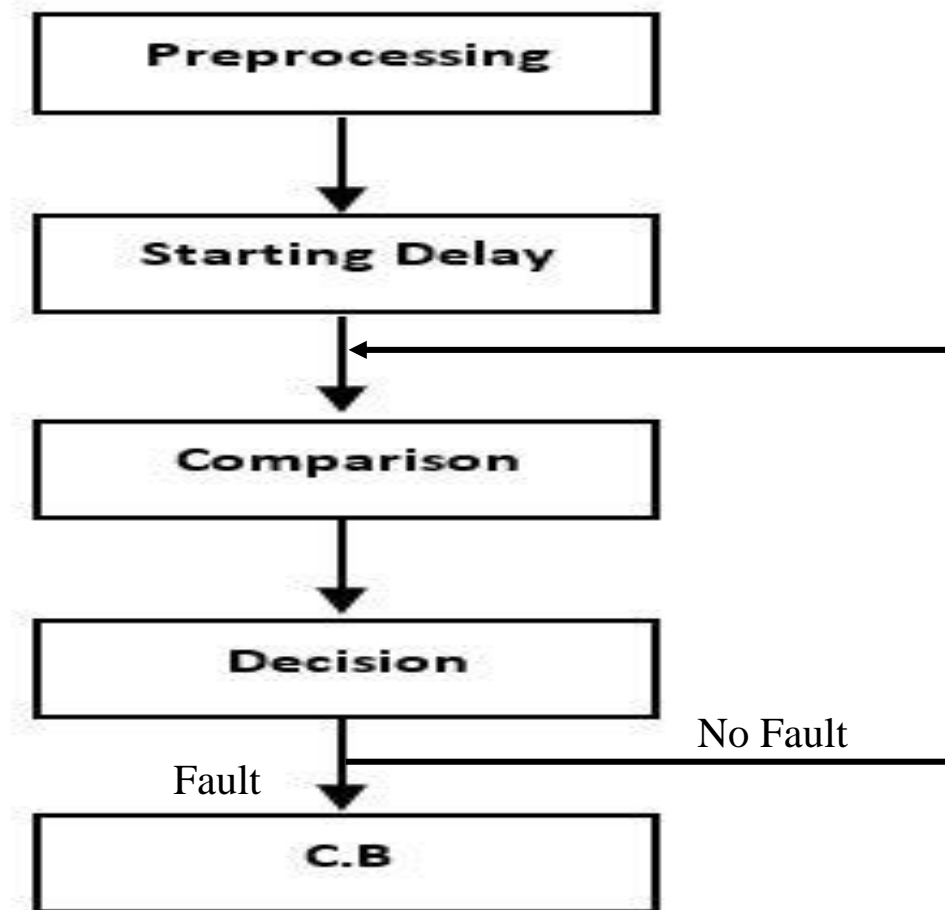 Preprocessing
Starting Delay
Comparison
Decision
No Fault
Fault
C.B